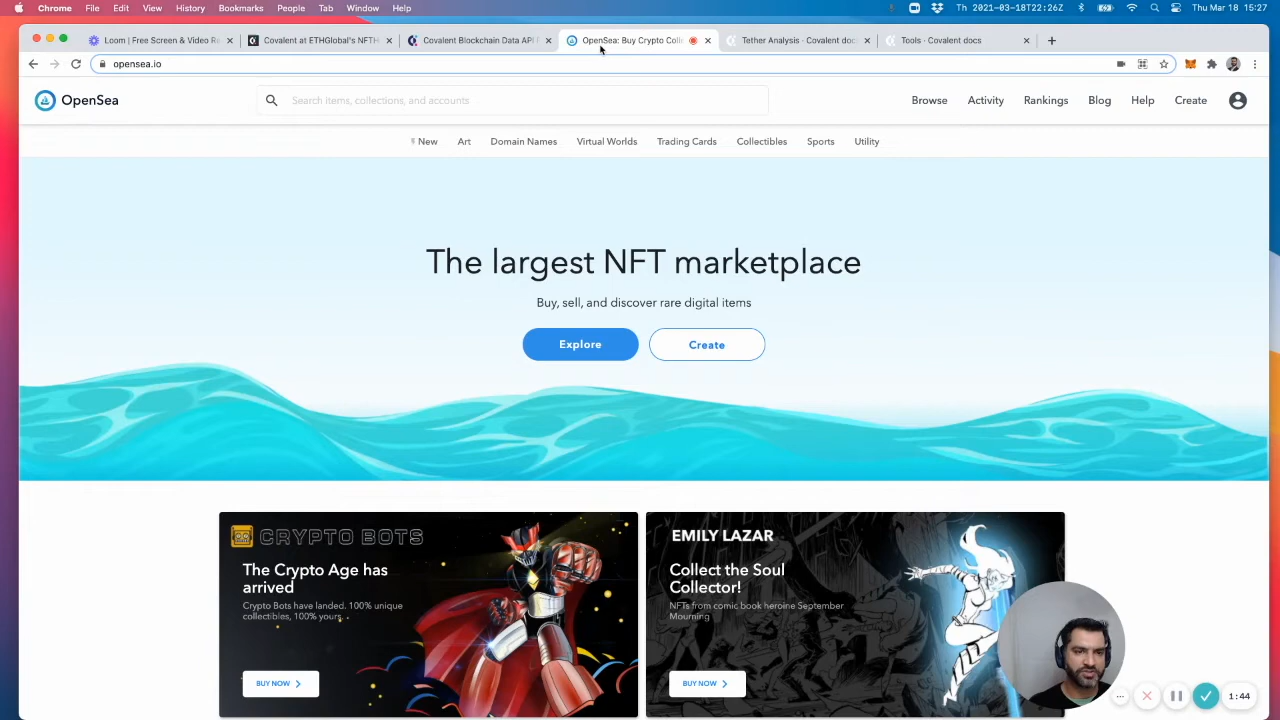 Chrome File Edit View History Bookmarks People Tab Window Help
Th 2021-03-18T22:26Z Thu Mar 18 15:27
Loom | Free Screen & Video Re
Covalent at ETHGlobal's NFTH
Covalent Blockchain Data API
OpenSea: Buy Crypto Coll
Tether Analysis · Covalent doc
Tools · Covalent docs
opensea.io
OpenSea
Search items, collections, and accounts
Browse Activity Rankings Blog Help Create
New Art Domain Names Virtual Worlds Trading Cards Collectibles Sports Utility
The largest NFT marketplace
Buy, sell, and discover rare digital items
Explore Create
CRYPTO BOTS
The Crypto Age has
arrived
Crypto Bots have landed. 100% unique
collectibles, 100% yours.
BUY NOW
EMILY LAZAR
Collect the Soul
Collector!
NFTs from comic book heroine September
Mourning
BUY NOW
1:44